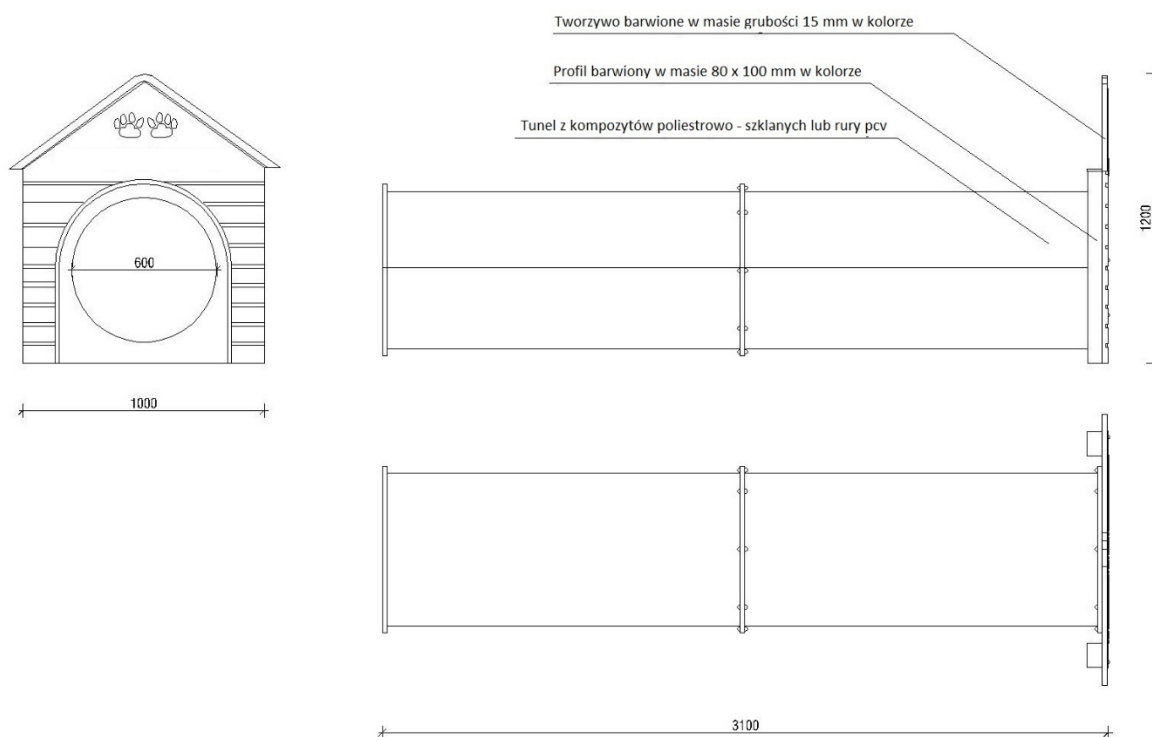 Tworzywo barwione w masie grubości 15 mm w kolorze
Profil barwiony w masie 80 x 100 mm w kolorze
Tunel z kompozytów poliestrowo - szklanych lub rury pcv
1200
600
1000
3100